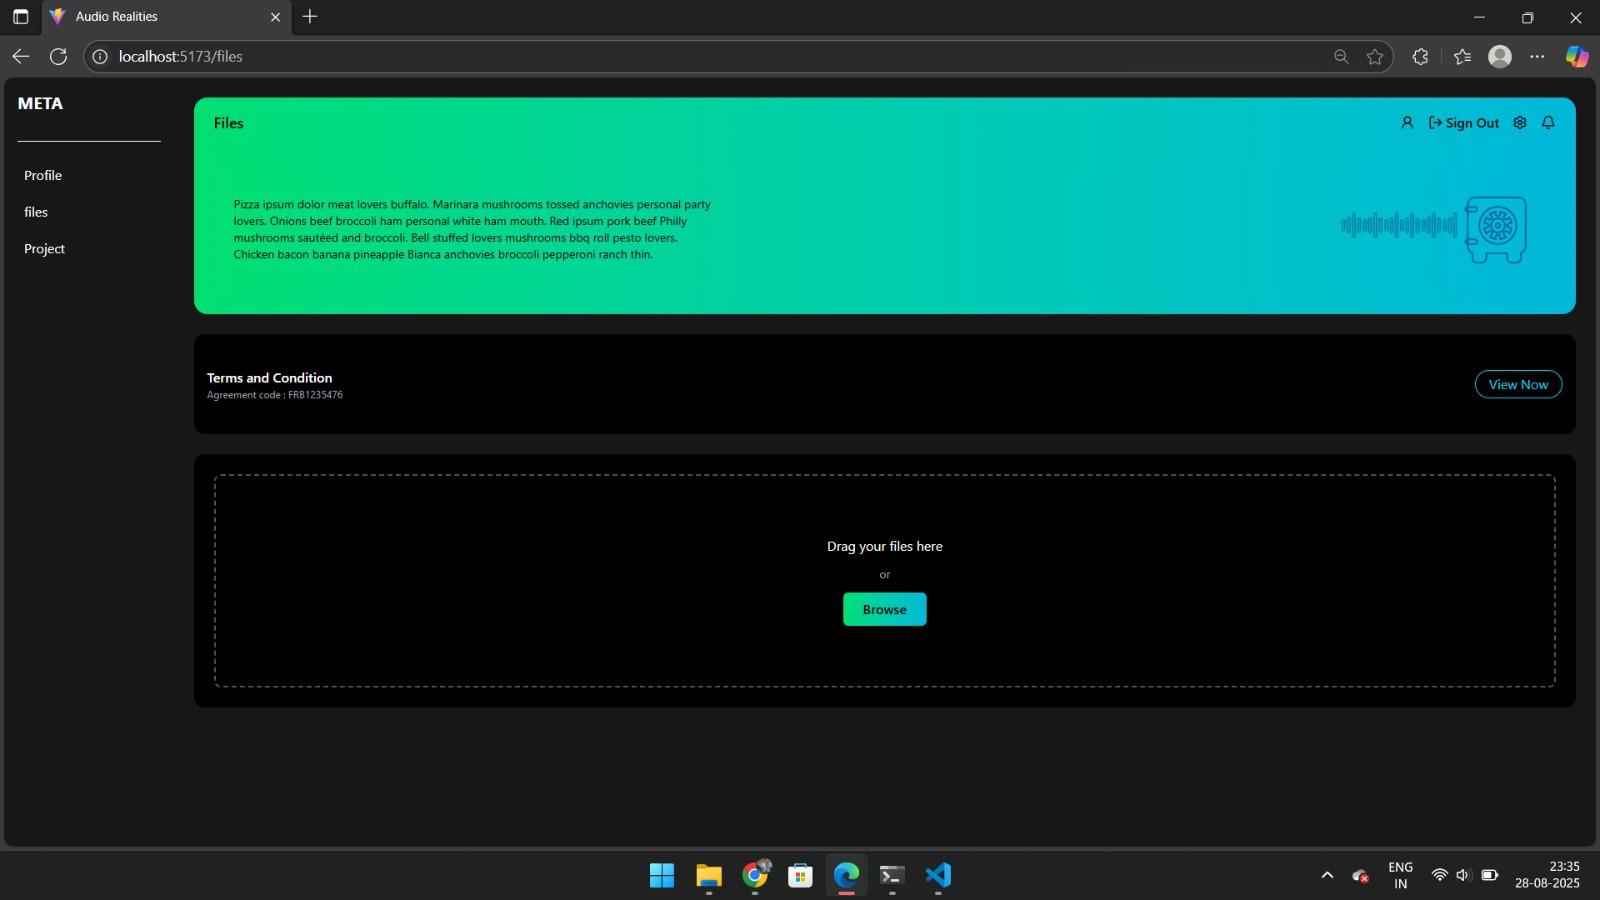 Audio Realities
localhost:5173/files
META
Profile
files
Project
Files
Sign Out
Pizza ipsum dolor meat lovers buffalo. Marinara mushrooms tossed anchovies personal party
lovers. Onions beef broccoli ham personal white ham mouth. Red ipsum pork beef Philly
mushrooms sautéed and broccoli. Bell stuffed lovers mushrooms bbq roll pesto lovers.
Chicken bacon banana pineapple Bianca anchovies broccoli pepperoni ranch thin.
Terms and Condition
Agreement code : FRB1235476
View Now
Drag your files here
or
Browse
ENG
IN
23:35
28-08-2025